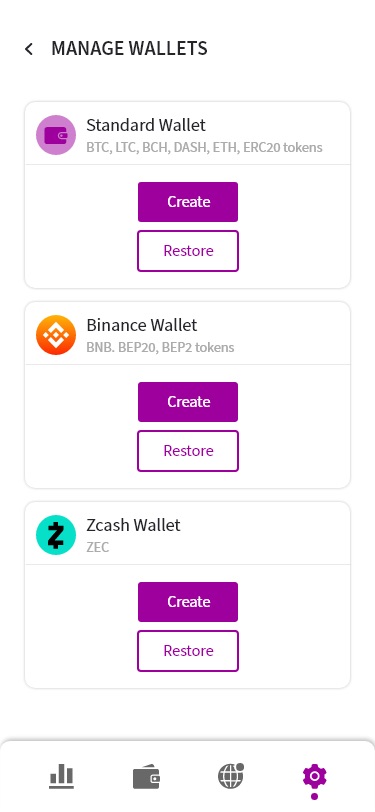 MANAGE WALLETS
Standard Wallet
BTC, LTC, BCH, DASH, ETH, ERC20 tokens
Create
Restore
Binance Wallet
BNB. BEP20, BEP2 tokens
Create
Restore
Zcash Wallet
ZEC
Create
Restore